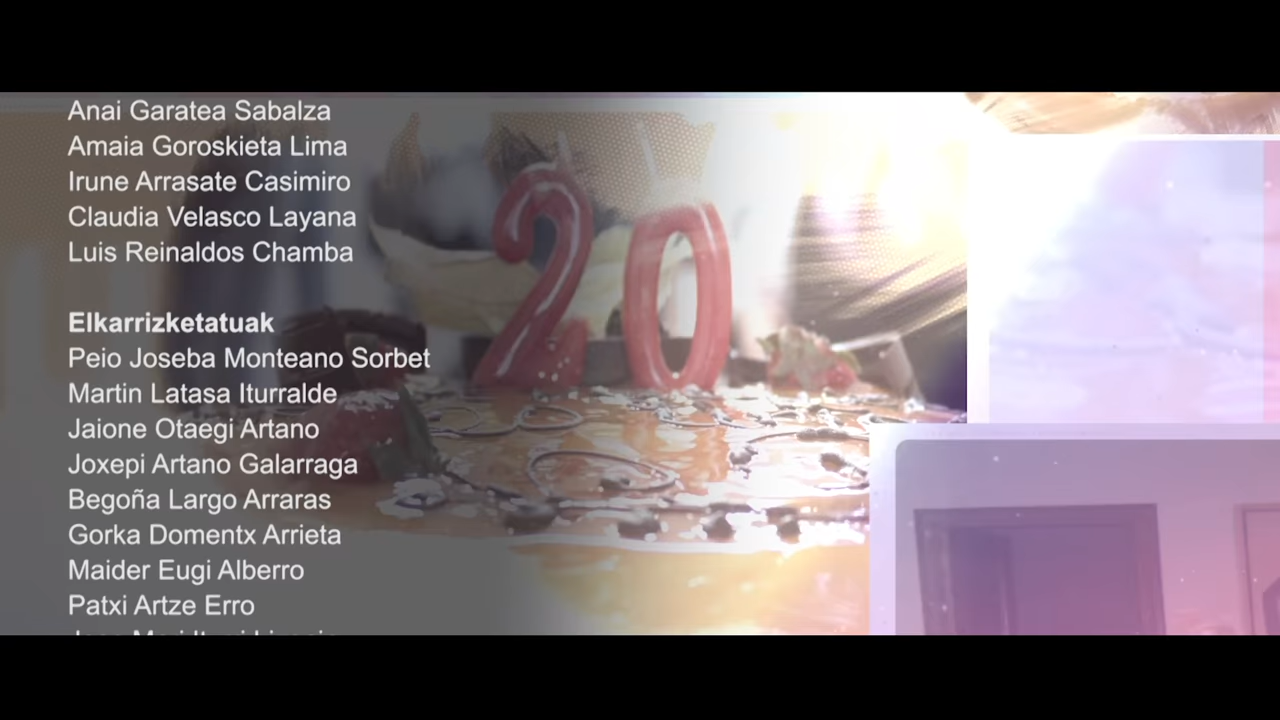 Anai Garatea Sabalza
Amaia Goroskieta Lima
Irune Arrasate Casimiro
Claudia Velasco Layana
Luis Reinaldos Chamba
Elkarrizketatuak
Peio Joseba Monteano Sorbet
Martin Latasa Iturralde
Jaione Otaegi Artano
Joxepi Artano Galarraga
Begoña Largo Arraras
Gorka Domentx Arrieta
Maider Eugi Alberro
Patxi Artze Erro
20